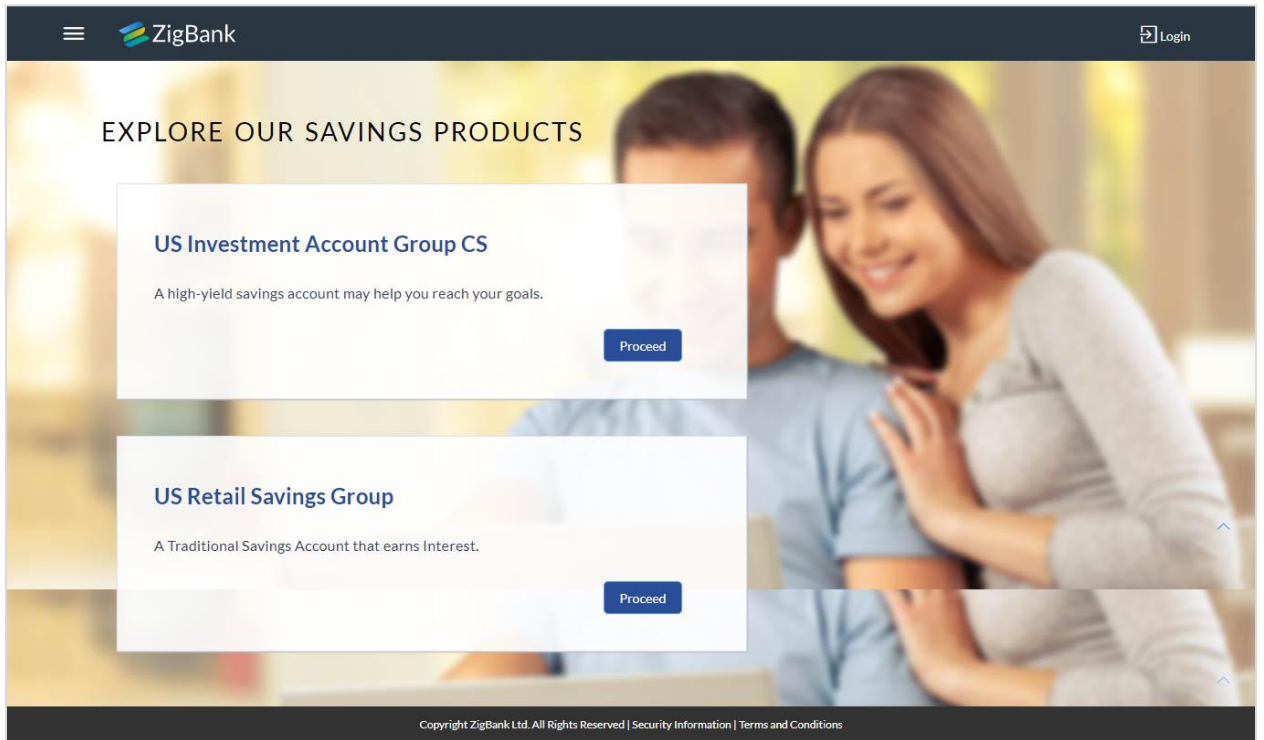 ZigBank
Login
EXPLORE OUR SAVINGS PRODUCTS
US Investment Account Group CS
A high-yield savings account may help you reach your goals.
Proceed
US Retail Savings Group
A Traditional Savings Account that earns Interest.
Proceed
Copyright ZigBank Ltd. All Rights Reserved | Security Information | Terms and Conditions